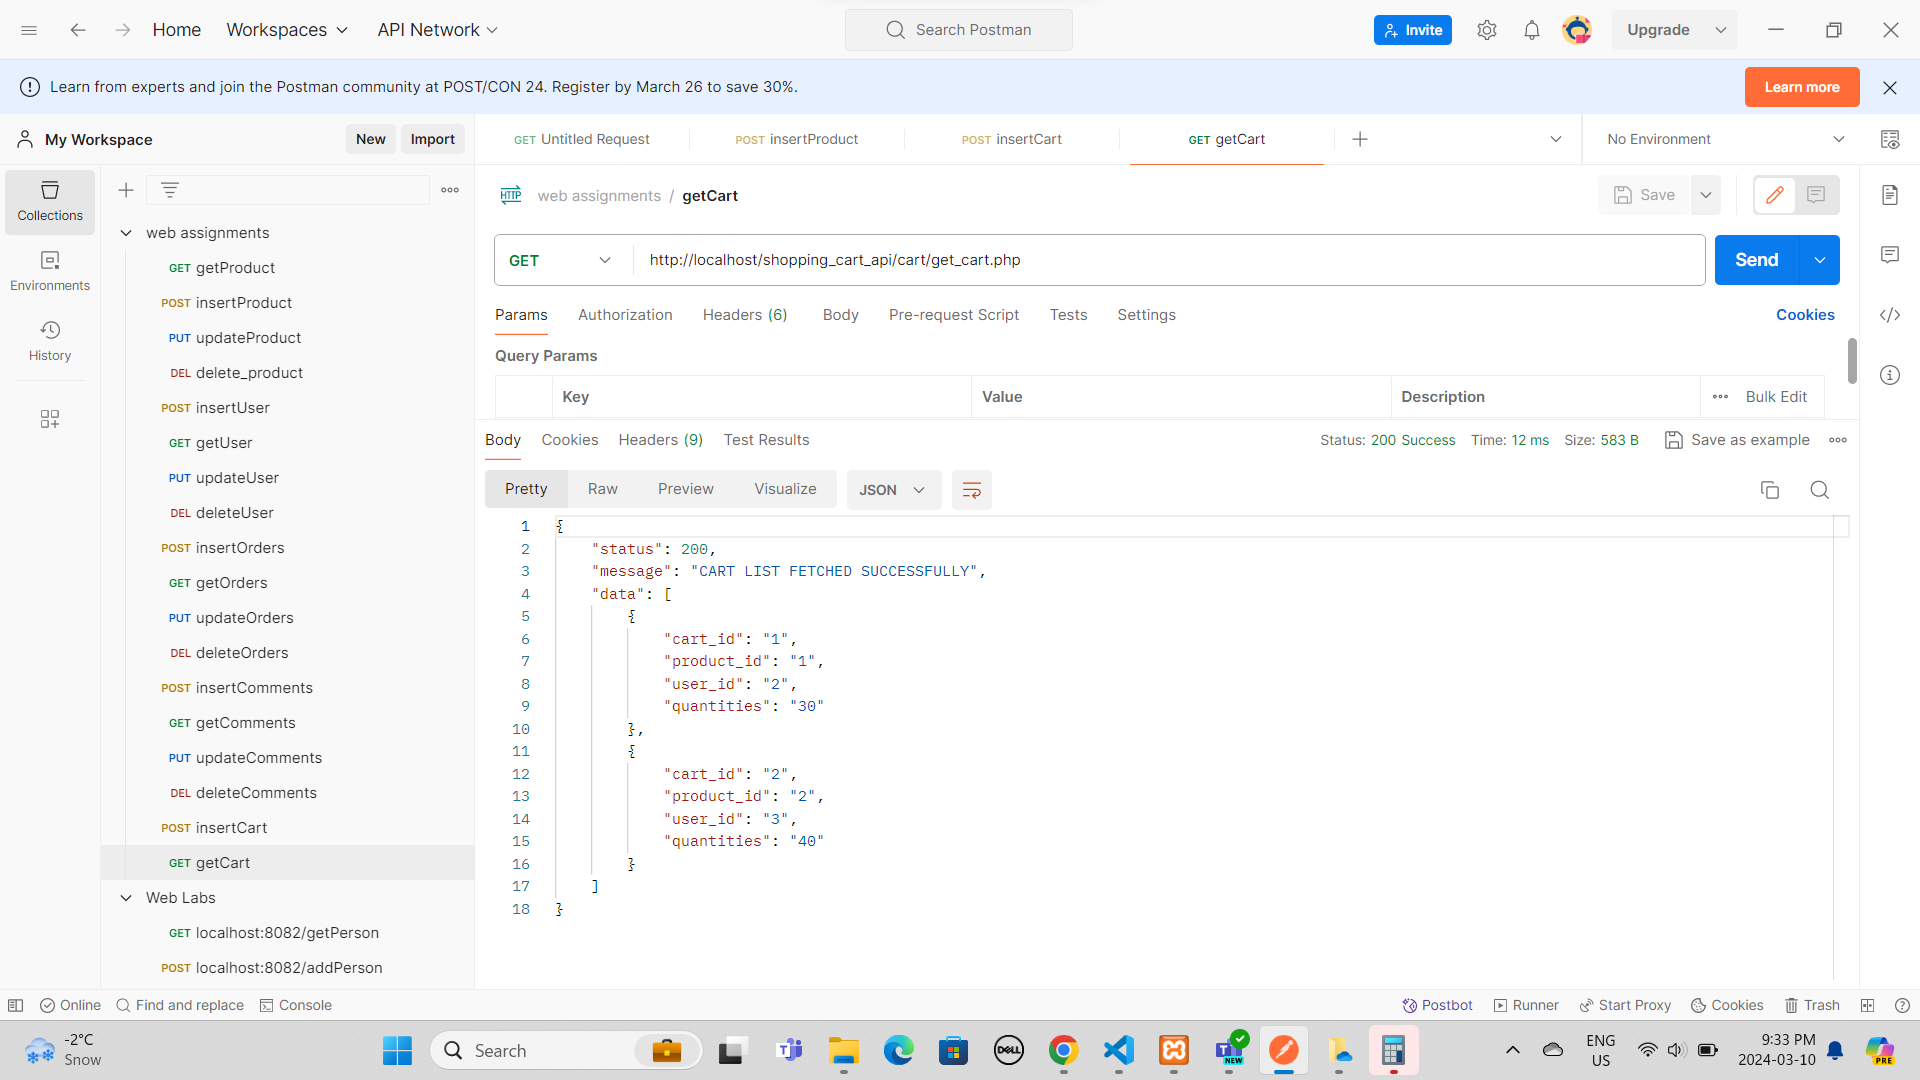 Home
Workspaces
API Network
Search Postman
Invite
Upgrade
Learn from experts and join the Postman community at POST/CON 24. Register by March 26 to save 30%.
Learn more
My Workspace
New
Import
GET Untitled Request
POST insertProduct
POST insertCart
GET getCart
No Environment
Collections
Environments
History
web assignments
GET getProduct
POST insertProduct
PUT updateProduct
DEL delete_product
POST insertUser
GET getUser
PUT updateUser
DEL deleteUser
POST insertOrders
GET getOrders
PUT updateOrders
DEL deleteOrders
POST insertComments
GET getComments
PUT updateComments
DEL deleteComments
POST insertCart
GET getCart
Web Labs
GET localhost:8082/getPerson
POST localhost:8082/addPerson
HTTP
web assignments / getCart
Save
GET
http://localhost/shopping_cart_api/cart/get_cart.php
Send
Params
Authorization
Headers (6)
Body
Pre-request Script
Tests
Settings
Cookies
Query Params
Key
Value
Description
Bulk Edit
Body
Cookies
Headers (9)
Test Results
Status: 200 Success
Time: 12 ms
Size: 583 B
Save as example
Pretty
Raw
Preview
Visualize
JSON
1 {
2 "status": 200,
3 "message": "CART LIST FETCHED SUCCESSFULLY",
4 "data": [
5 {
6 "cart_id": "1",
7 "product_id": "1",
8 "user_id": "2",
9 "quantities": "30"
10 },
11 {
12 "cart_id": "2",
13 "product_id": "2",
14 "user_id": "3",
15 "quantities": "40"
16 }
17 ]
18 }
Online
Find and replace
Console
Postbot
Runner
Start Proxy
Cookies
Trash
-2°C
Snow
Search
DELL
NEW
ENG
US
9:33 PM
2024-03-10
PRE